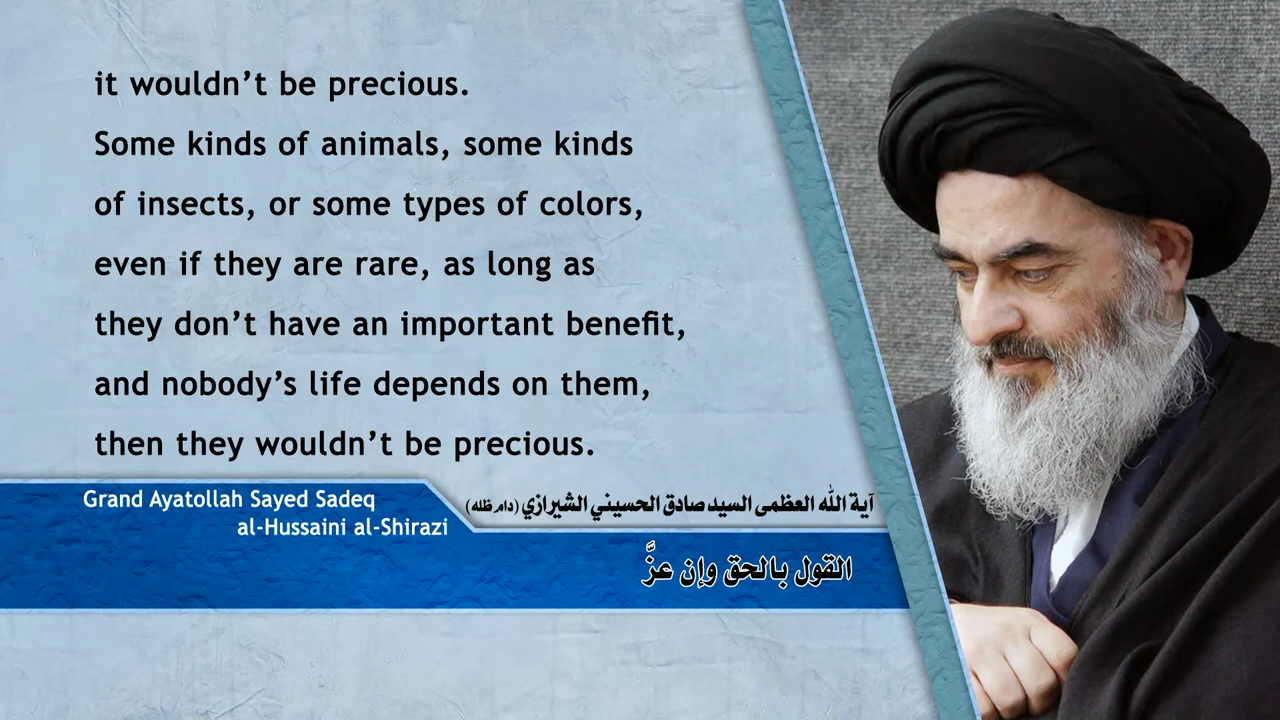 it wouldn’t be precious.
Some kinds of animals, some kinds
of insects, or some types of colors,
even if they are rare, as long as
they don’t have an important benefit,
and nobody’s life depends on them,
then they wouldn’t be precious.
Grand Ayatollah Sayed Sadeq
al-Hussaini al-Shirazi
آية الله العظمى السيد صادق الحسيني الشيرازي (دام ظله)
القول بالحق وإن عزَّ